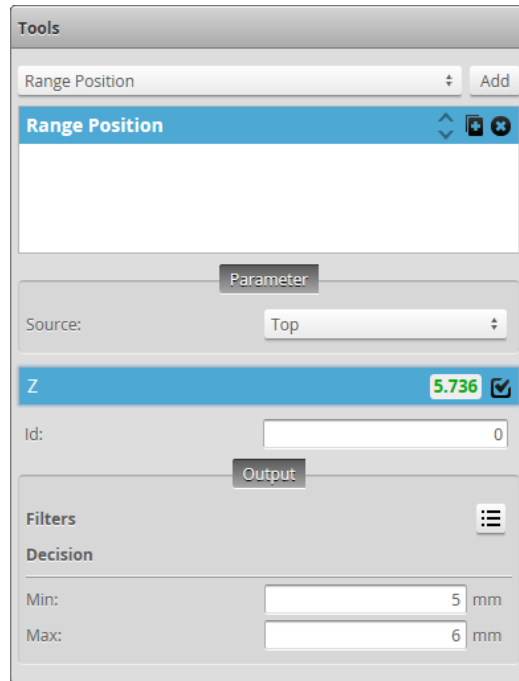 Tools
Range Position Add
Range Position
Parameter
Source: Top
Z 5.736
Id: 0
Output
Filters
Decision
Min: 5 mm
Max: 6 mm